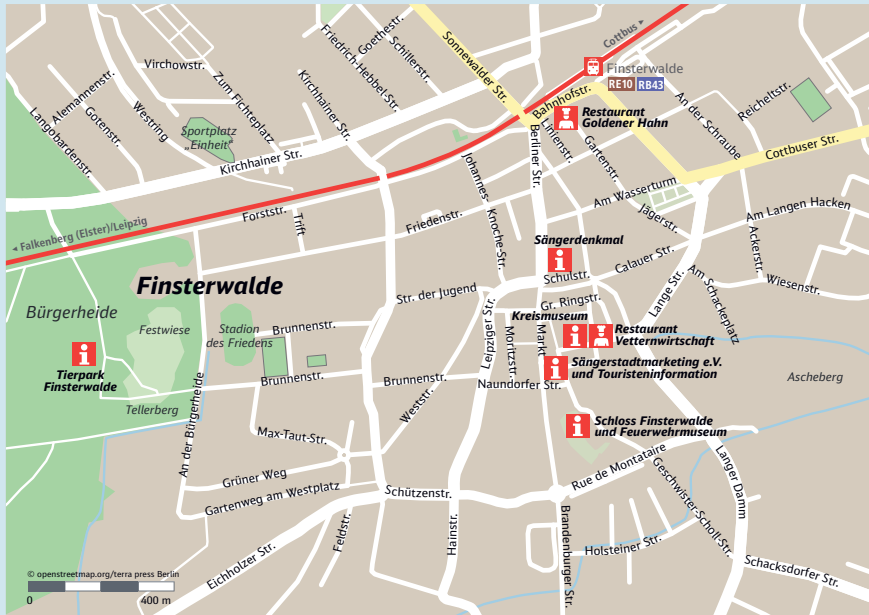 Cottbus ▸
Goethestr.
Schillerstr.
Friedrich-Hebbel-Str.
Sonnewalder Str.
Virchowstr.
Zum Fichteplatz
Kirchhainer Str.
Alemannenstr.
Gotenstr.
Westring
Langobardenstr.
Sportplatz
„Einheit“
Kirchhainer Str.
Finsterwalde
RE10 RB43
Bahnhofstr.
Restaurant
Goldener Hahn
An der Schraube
Reicheltstr.
Cottbuser Str.
Berliner Str.
Linienstr.
Gartenstr.
Johannes-
Knoche-Str.
Am Wasserturm
Jägerstr.
Am Langen Hacken
Ackerstr.
Forststr.
Trift
Friedenstr.
◂ Falkenberg (Elster)/Leipzig
Sängerdenkmal
Schulstr.
Calauer Str.
Lange Str.
Am Schackeplatz
Wiesenstr.
Finsterwalde
Bürgerheide
Str. der Jugend
Leipziger Str.
Gr. Ringstr.
Kreismuseum
Moritzstr.
Markt
Restaurant
Vetternwirtschaft
Festwiese
Stadion
des Friedens
Brunnenstr.
Tierpark
Finsterwalde
Sängerstadtmarketing e.V.
und Touristeninformation
Brunnenstr.
Brunnenstr.
Naundorfer Str.
Ascheberg
Tellerberg
An der Bürgerheide
Weststr.
Max-Taut-Str.
Schloss Finsterwalde
und Feuerwehrmuseum
Grüner Weg
Gartenweg am Westplatz
Schützenstr.
Rue de Montataire
Geschwister-Scholl-Str.
Langer Damm
Feldstr.
Hainstr.
Brandenburger Str.
Holsteiner Str.
Eichholzer Str.
Schacksdorfer Str.
© openstreetmap.org/terra press Berlin
0 400 m